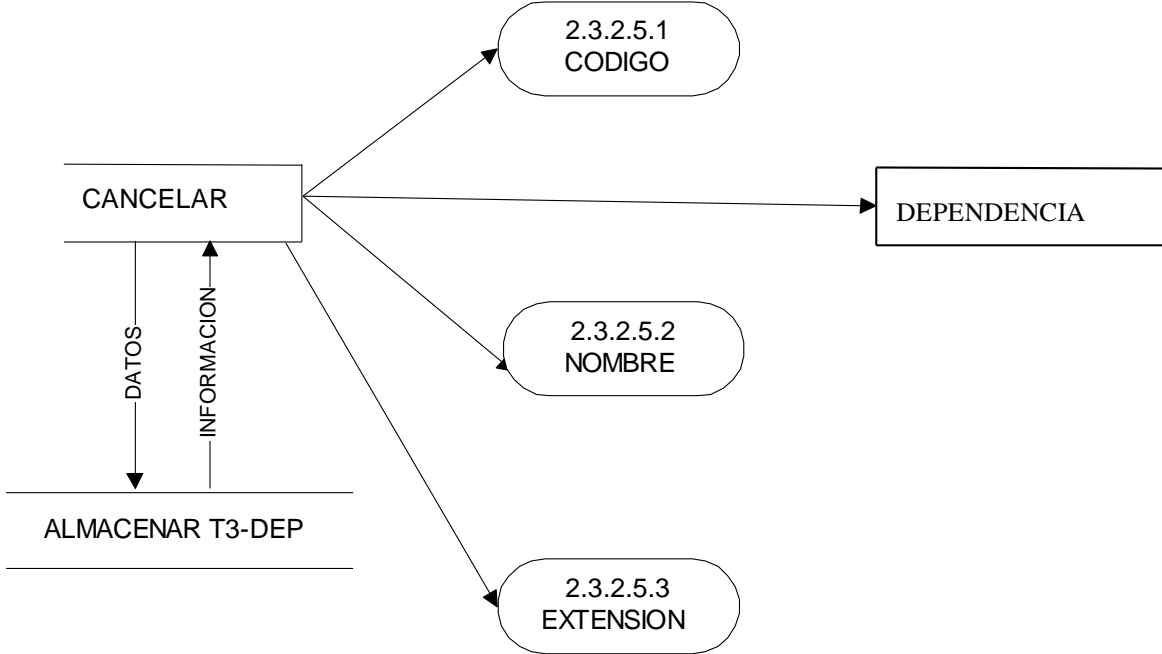 2.3.2.5.1
CODIGO
CANCELAR
DEPENDENCIA
DATOS
INFORMACION
2.3.2.5.2
NOMBRE
ALMACENAR T3-DEP
2.3.2.5.3
EXTENSION